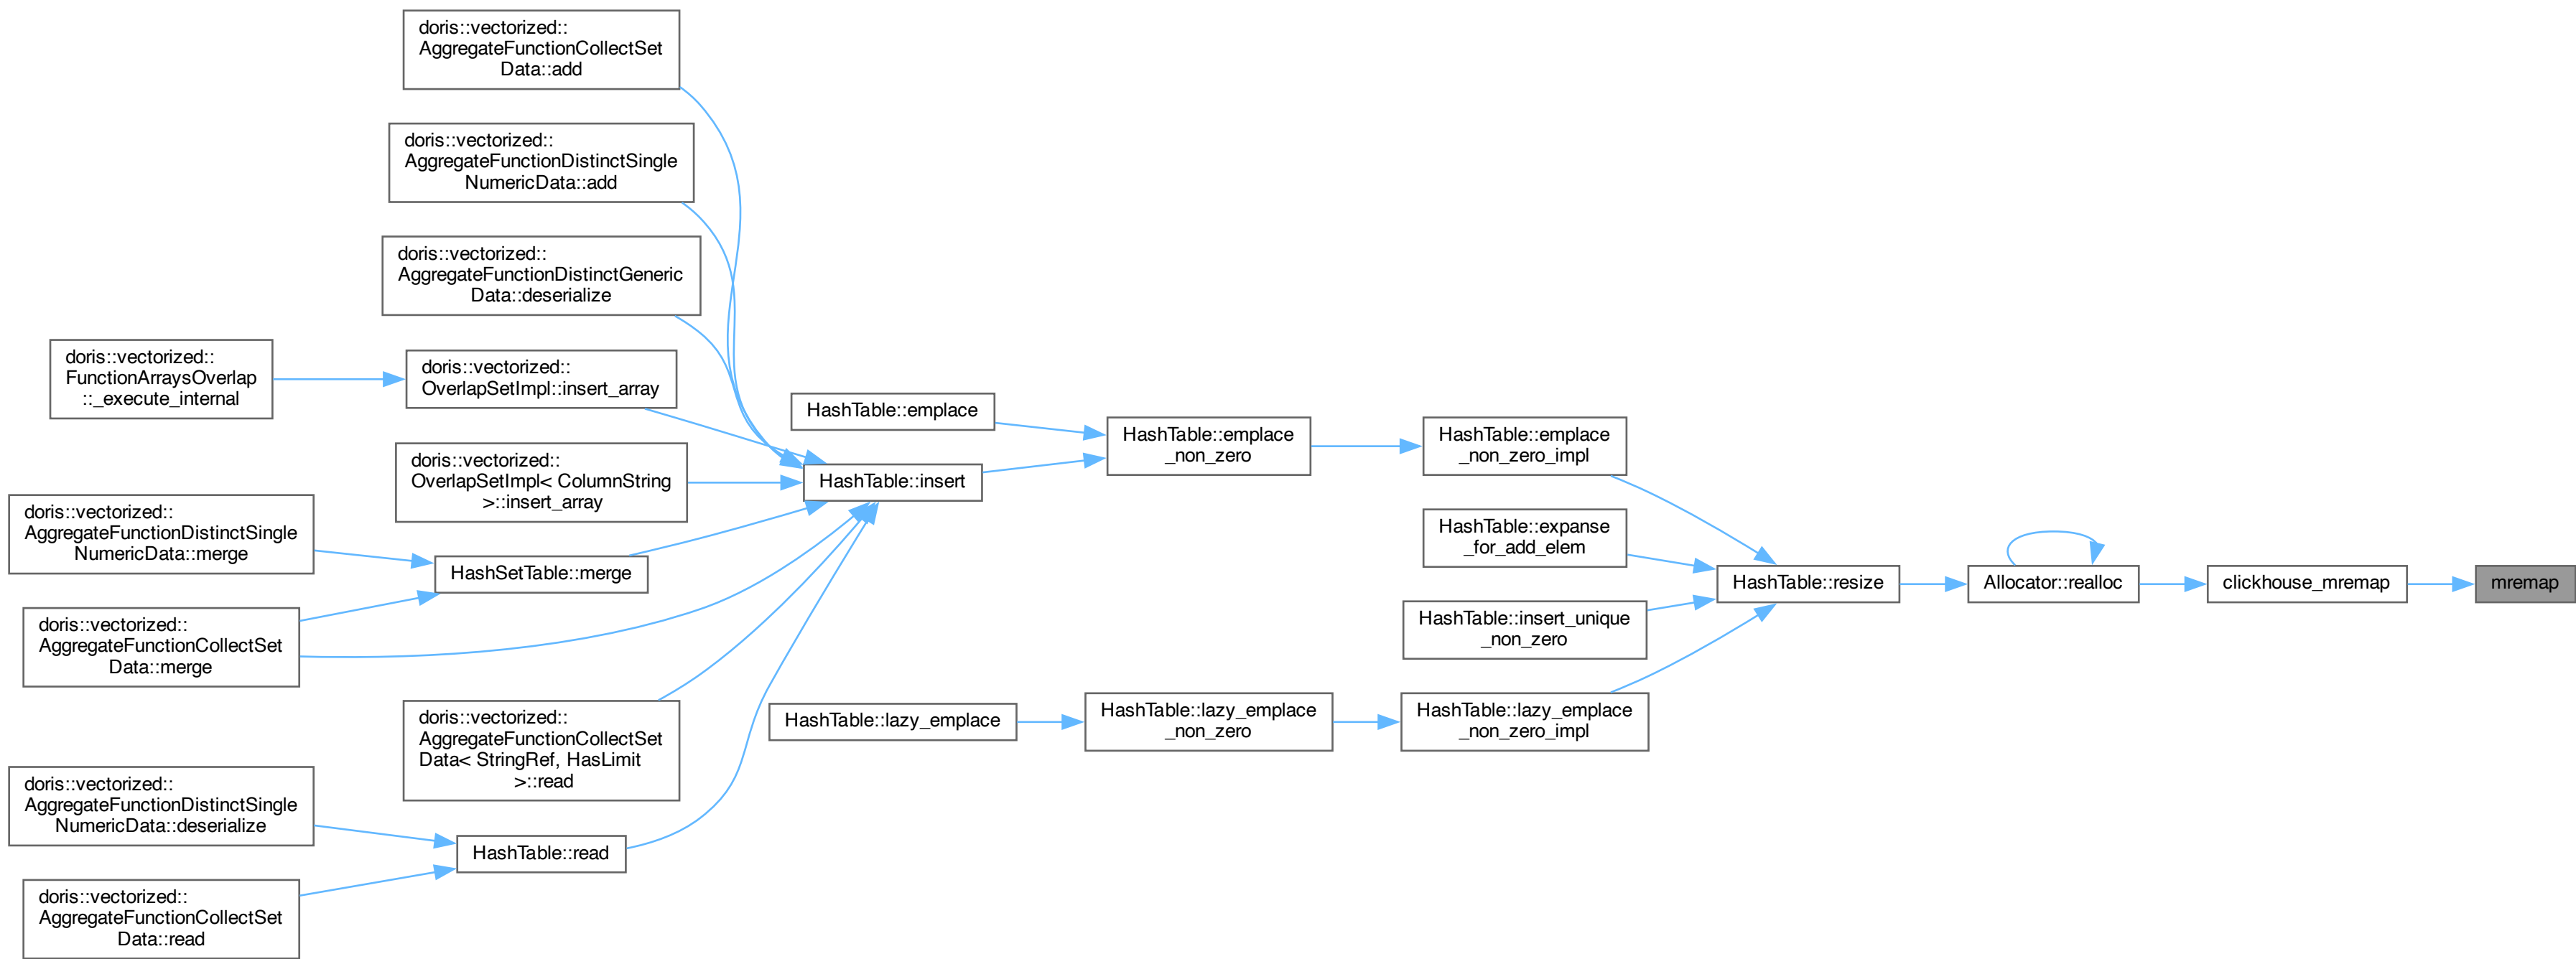 doris::vectorized::
AggregateFunctionCollectSet
Data::add
doris::vectorized::
AggregateFunctionDistinctSingle
NumericData::add
doris::vectorized::
AggregateFunctionDistinctGeneric
Data::deserialize
doris::vectorized::
FunctionArraysOverlap
::_execute_internal
doris::vectorized::
OverlapSetImpl::insert_array
doris::vectorized::
OverlapSetImpl< ColumnString
>::insert_array
doris::vectorized::
AggregateFunctionDistinctSingle
NumericData::merge
HashSetTable::merge
doris::vectorized::
AggregateFunctionCollectSet
Data::merge
doris::vectorized::
AggregateFunctionCollectSet
Data< StringRef, HasLimit
>::read
doris::vectorized::
AggregateFunctionDistinctSingle
NumericData::deserialize
HashTable::read
doris::vectorized::
AggregateFunctionCollectSet
Data::read
HashTable::emplace
HashTable::insert
HashTable::lazy_emplace
HashTable::emplace
_non_zero
HashTable::lazy_emplace
_non_zero
HashTable::emplace
_non_zero_impl
HashTable::expanse
_for_add_elem
HashTable::insert_unique
_non_zero
HashTable::lazy_emplace
_non_zero_impl
HashTable::resize
Allocator::realloc
clickhouse_mremap
mremap